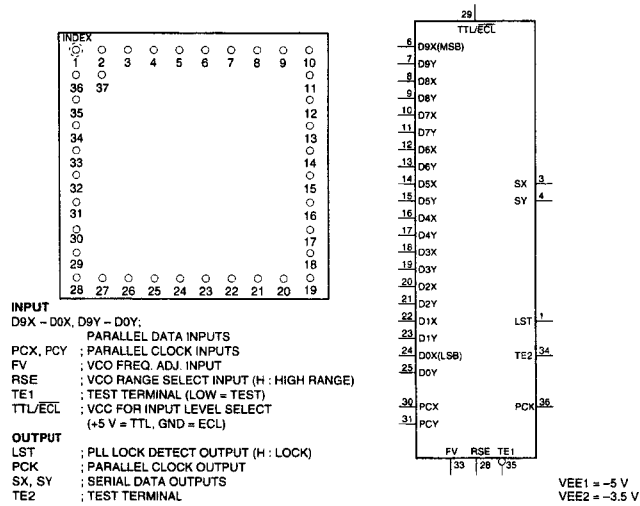 INDEX
1 2 3 4 5 6 7 8 9 10
36 37 11
35 12
34 13
33 14
32 15
31 16
30 17
29 18
28 27 26 25 24 23 22 21 20 19
INPUT
D9X – D0X, D9Y – D0Y;
PARALLEL DATA INPUTS
PCX, PCY ; PARALLEL CLOCK INPUTS
FV ; VCO FREQ. ADJ. INPUT
RSE ; VCO RANGE SELECT INPUT (H : HIGH RANGE)
TE1 ; TEST TERMINAL (LOW = TEST)
TTL/ECL ; VCC FOR INPUT LEVEL SELECT
(+5 V = TTL, GND = ECL)
OUTPUT
LST ; PLL LOCK DETECT OUTPUT (H : LOCK)
PCK ; PARALLEL CLOCK OUTPUT
SX, SY ; SERIAL DATA OUTPUTS
TE2 ; TEST TERMINAL
29
TTL/ECL
6 D9X(MSB)
7 D9Y
8 D8X
9 D8Y
10 D7X
11 D7Y
12 D6X
13 D6Y
14 D5X SX 3
15 D5Y SY 4
16 D4X
17 D4Y
18 D3X
19 D3Y
20 D2X
21 D2Y
22 D1X LST 1
23 D1Y
24 D0X(LSB) TE2 34
25 D0Y
30 PCX PCK 36
31 PCY
FV RSE TE1
33 28 35
VEE1 = –5 V
VEE2 = –3.5 V